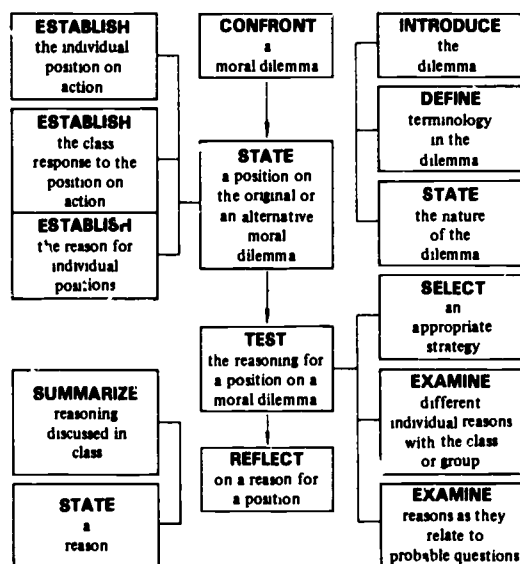 ESTABLISH
the individual
position on
action
ESTABLISH
the class
response to the
position on
action
ESTABLISH
the reason for
individual
positions
SUMMARIZE
reasoning
discussed in
class
STATE
a
reason
CONFRONT
a
moral dilemma
STATE
a position on
the original or
an alternative
moral
dilemma
TEST
the reasoning for
a position on a
moral dilemma
REFLECT
on a reason for
a position
INTRODUCE
the
dilemma
DEFINE
terminology
in the
dilemma
STATE
the nature
of the
dilemma
SELECT
an
appropriate
strategy
EXAMINE
different
individual reasons
with the class
or group
EXAMINE
reasons as they
relate to
probable questions